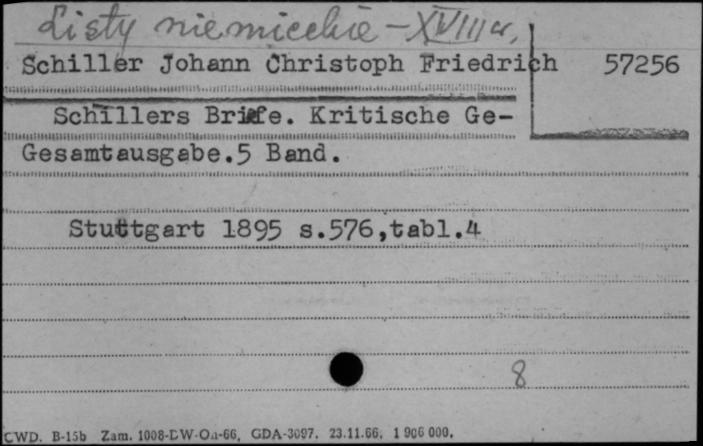 Listy niemieckie - XVIII w.
Schiller Johann Christoph Friedrich 57256
Schillers Briefe. Kritische Ge-
Gesamtausgabe.5 Band.
Stuttgart 1895 s.576,tabl.4
8
CWD. B-15b Zam. 1008-DW-Oa-66, GDA-3097. 23.11.66, 1 906 000.